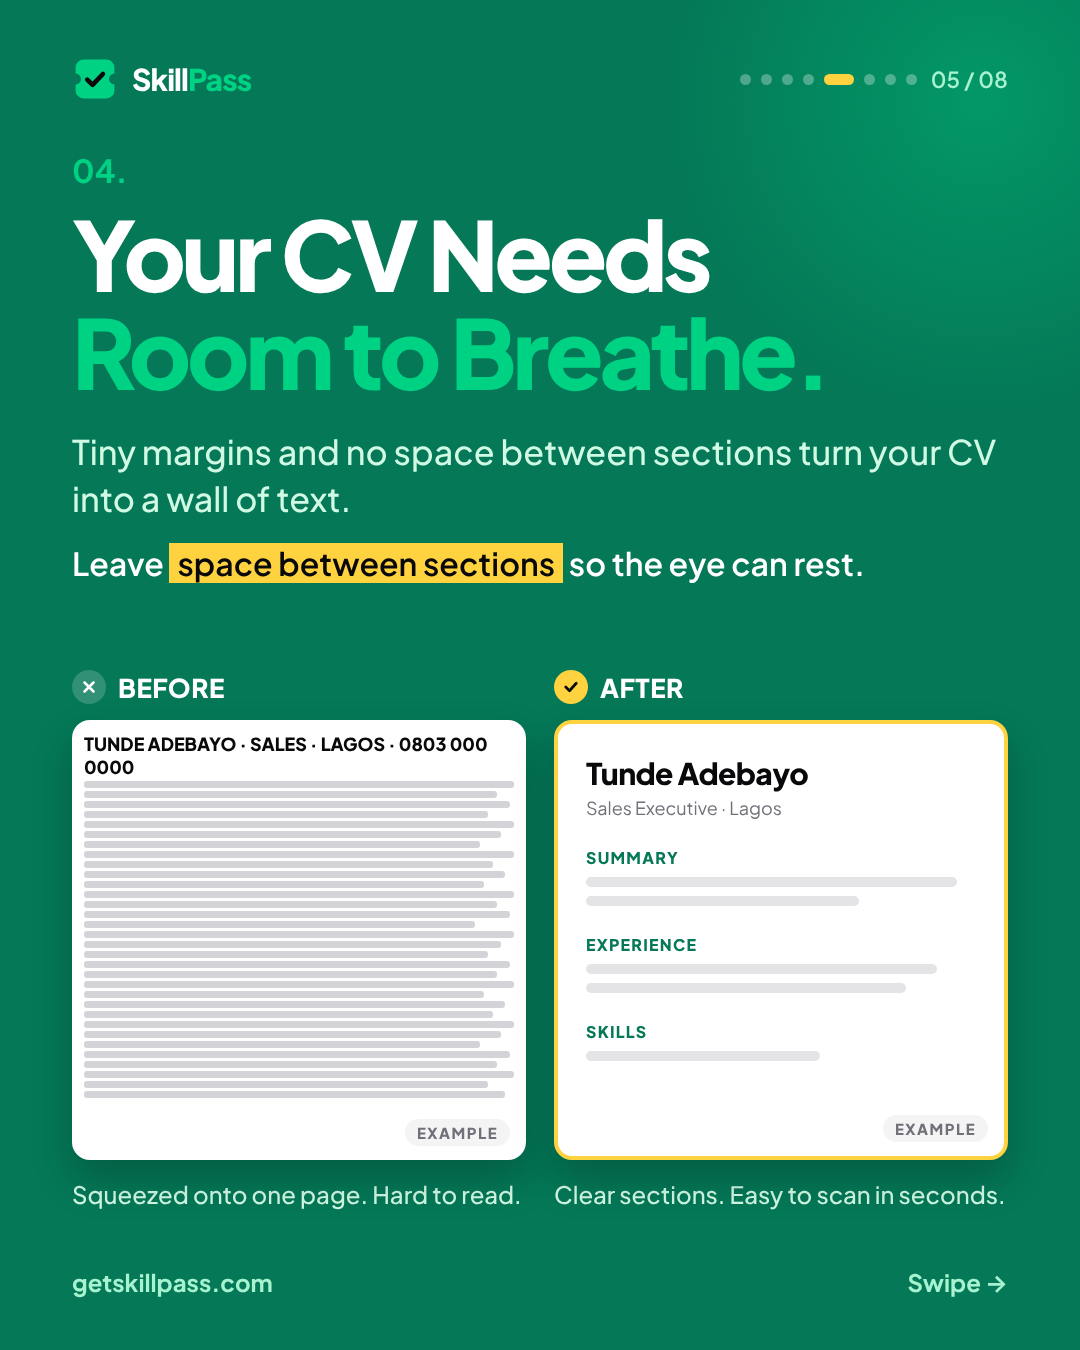 SkillPass
05 / 08
04.
Your CV Needs
Room to Breathe.
Tiny margins and no space between sections turn your CV
into a wall of text.
Leave space between sections so the eye can rest.
BEFORE
TUNDE ADEBAYO · SALES · LAGOS · 0803 000
0000
EXAMPLE
Squeezed onto one page. Hard to read.
AFTER
Tunde Adebayo
Sales Executive · Lagos
SUMMARY
EXPERIENCE
SKILLS
EXAMPLE
Clear sections. Easy to scan in seconds.
getskillpass.com
Swipe →